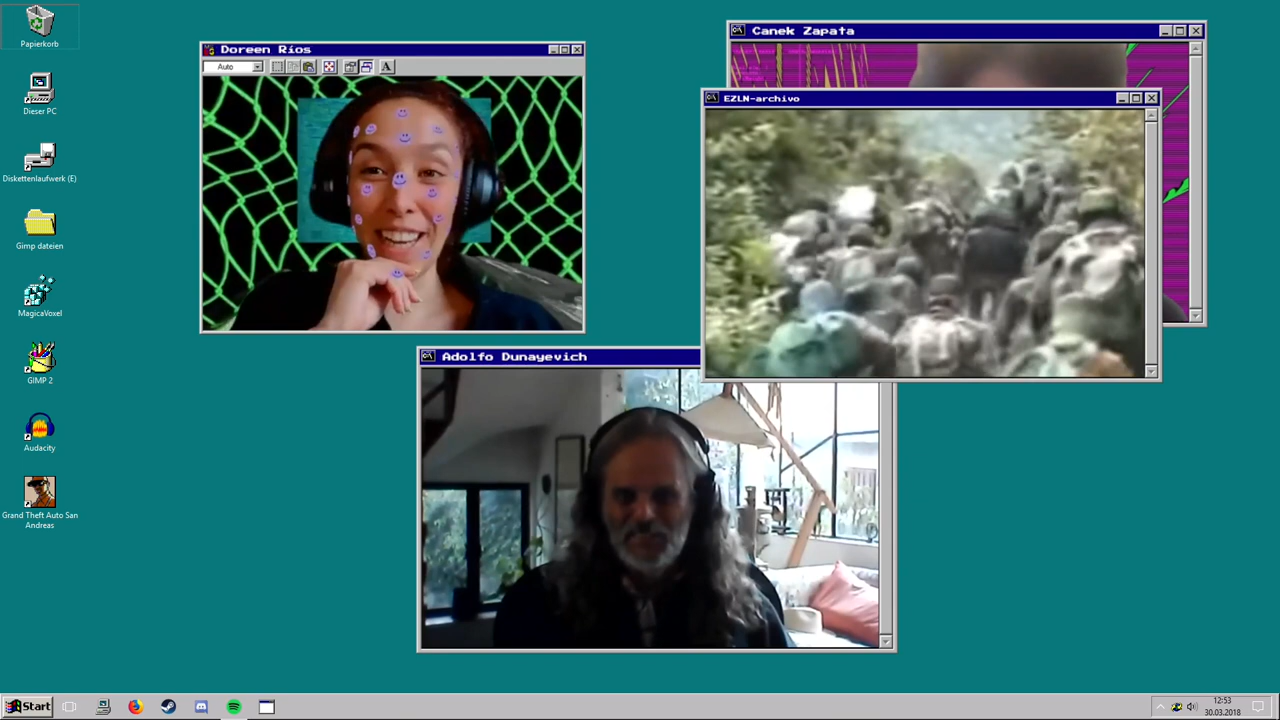 Papierkorb
Dieser PC
Diskettenlaufwerk (E)
Gimp dateien
MagicaVoxel
GIMP 2
Audacity
Grand Theft Auto San
Andreas
Doreen Ríos
Auto
A
Canek Zapata
EZLN-archivo
Adolfo Dunayevich
Start
12:53
30.03.2018